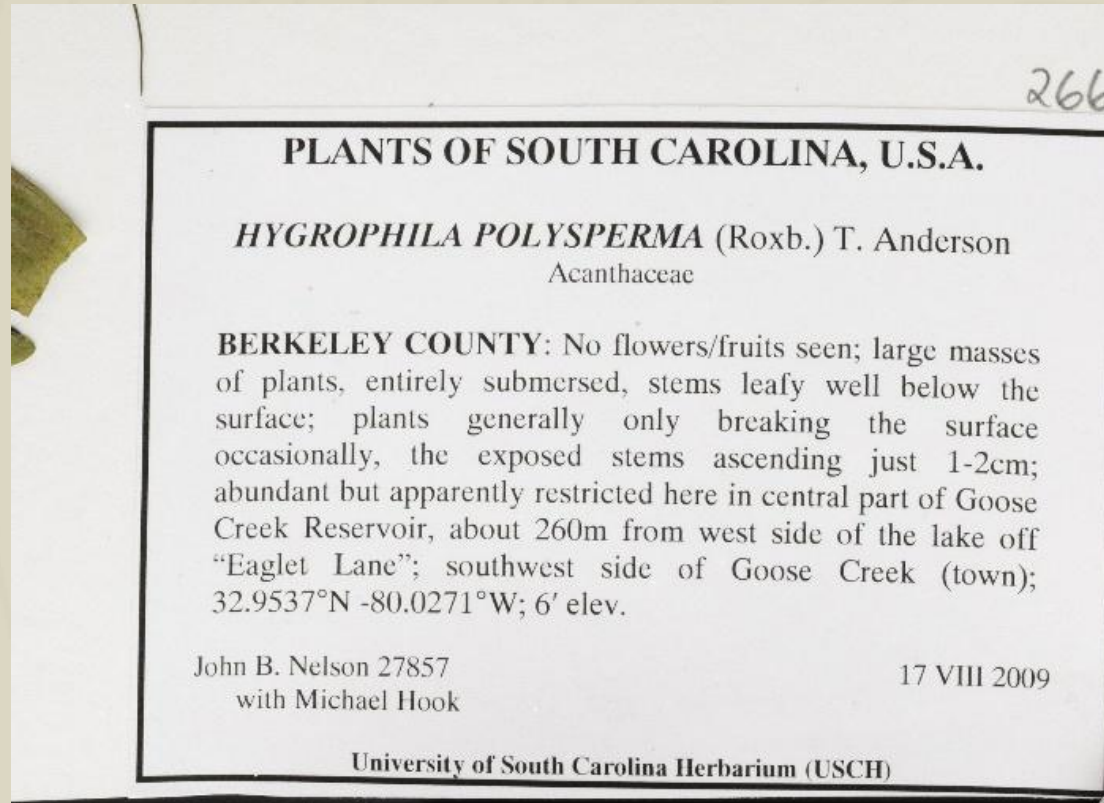 266
PLANTS OF SOUTH CAROLINA, U.S.A.
HYGROPHILA POLYSPERMA (Roxb.) T. Anderson
Acanthaceae
BERKELEY COUNTY: No flowers/fruits seen; large masses
of plants, entirely submersed, stems leafy well below the
surface; plants generally only breaking the surface
occasionally, the exposed stems ascending just 1-2cm;
abundant but apparently restricted here in central part of Goose
Creek Reservoir, about 260m from west side of the lake off
“Eaglet Lane”; southwest side of Goose Creek (town);
32.9537°N -80.0271°W; 6′ elev.
John B. Nelson 27857 17 VIII 2009
with Michael Hook
University of South Carolina Herbarium (USCH)